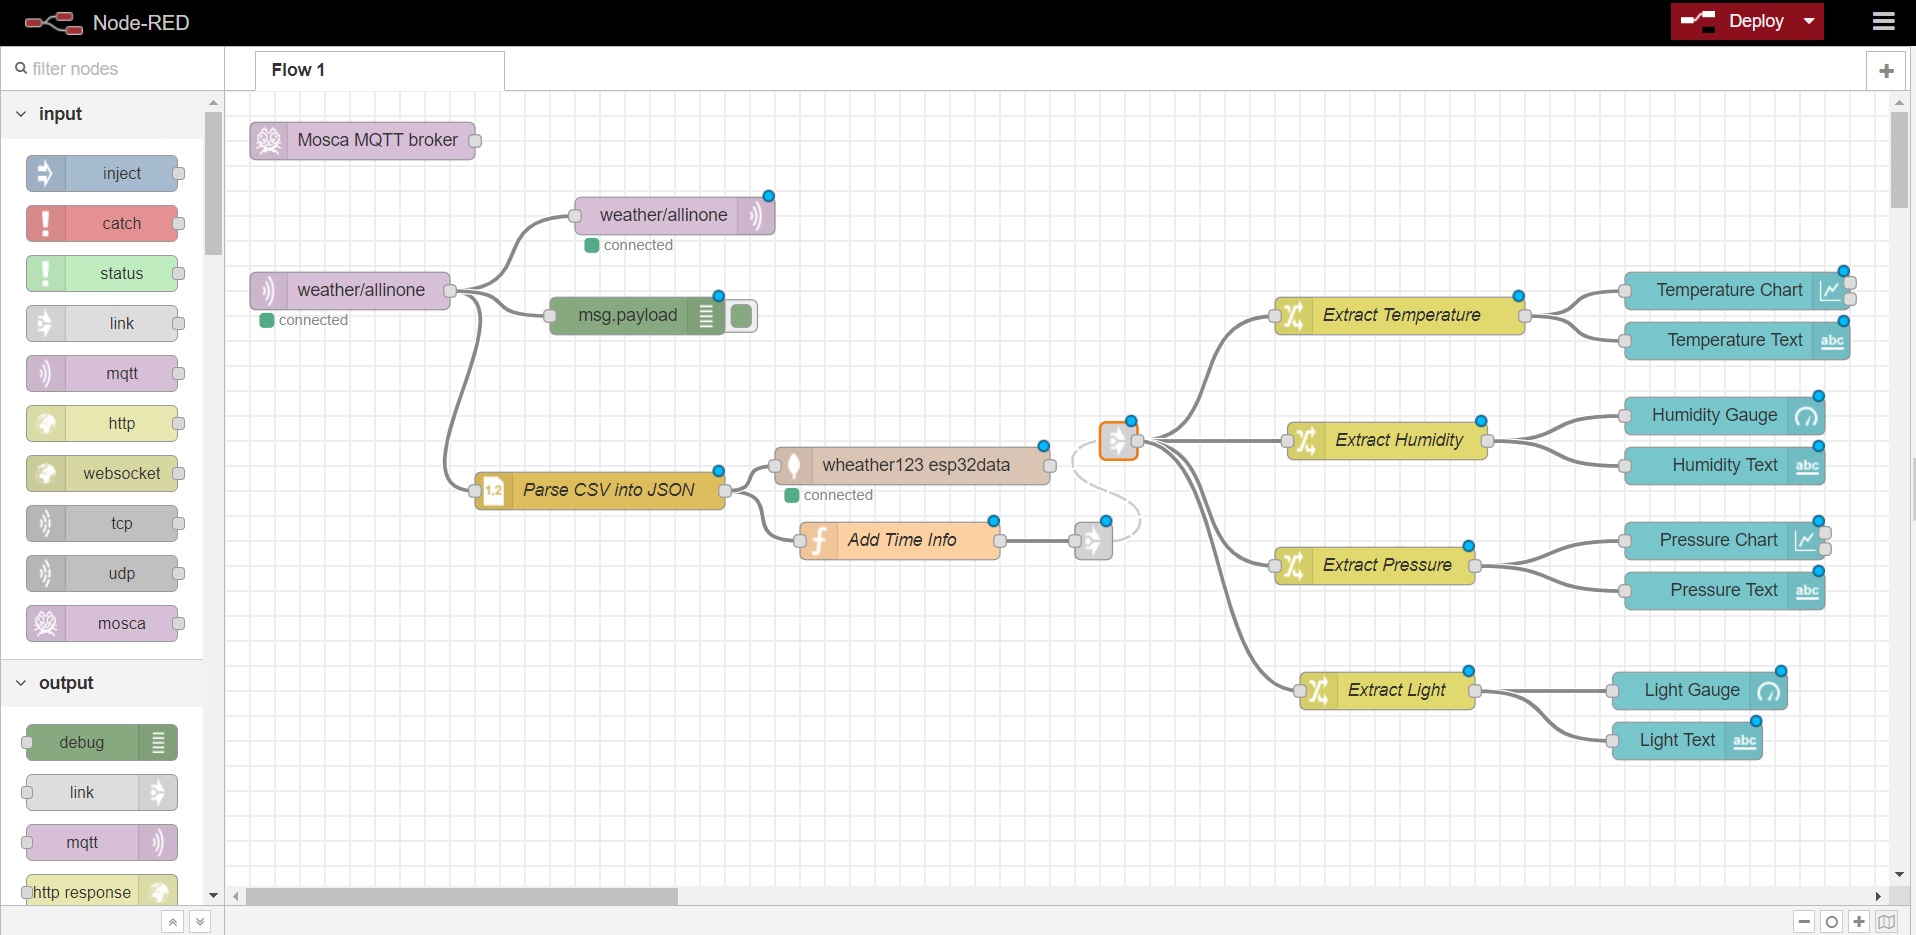 Node-RED
Deploy
filter nodes
Flow 1
input
inject
catch
status
link
mqtt
http
websocket
tcp
udp
mosca
output
debug
link
mqtt
http response
Mosca MQTT broker
weather/allinone
connected
weather/allinone
connected
msg.payload
1,2
Parse CSV into JSON
wheather123 esp32data
connected
Add Time Info
Extract Temperature
Temperature Chart
Temperature Text abc
Extract Humidity
Humidity Gauge
Humidity Text abc
Extract Pressure
Pressure Chart
Pressure Text abc
Extract Light
Light Gauge
Light Text abc